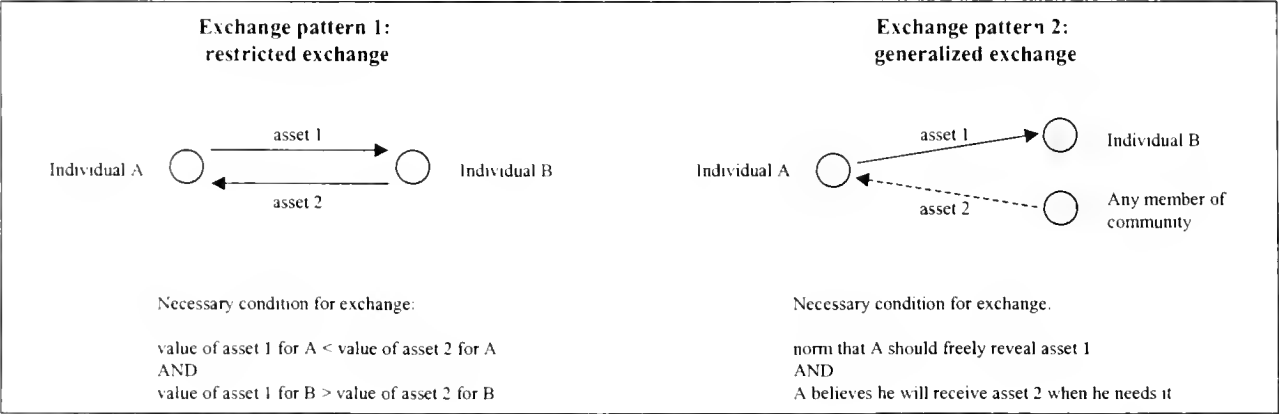 Exchange pattern 1:
restricted exchange
asset 1
Individual A
Individual B
asset 2
Necessary condition for exchange:
value of asset 1 for A < value of asset 2 for A
AND
value of asset 1 for B > value of asset 2 for B
Exchange pattern 2:
generalized exchange
asset 1
Individual B
Individual A
asset 2
Any member of
community
Necessary condition for exchange.
norm that A should freely reveal asset 1
AND
A believes he will receive asset 2 when he needs it